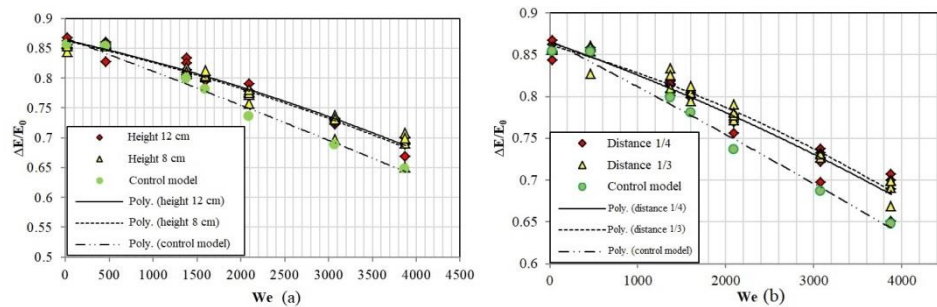 0.9
0.85
0.8
0.75
0.7
0.65
0.6
0.55
0.5
ΔE/E0
Height 12 cm
Height 8 cm
Control model
Poly. (height 12 cm)
Poly. (height 8 cm)
Poly. (control model)
0 500 1000 1500 2000 2500 3000 3500 4000 4500
We (a)
0.9
0.85
0.8
0.75
0.7
0.65
0.6
ΔE/E0
Distance 1/4
Distance 1/3
Control model
Poly. (distance 1/4)
Poly. (distance 1/3)
Poly. (control model)
0 1000 2000 3000 4000
We (b)